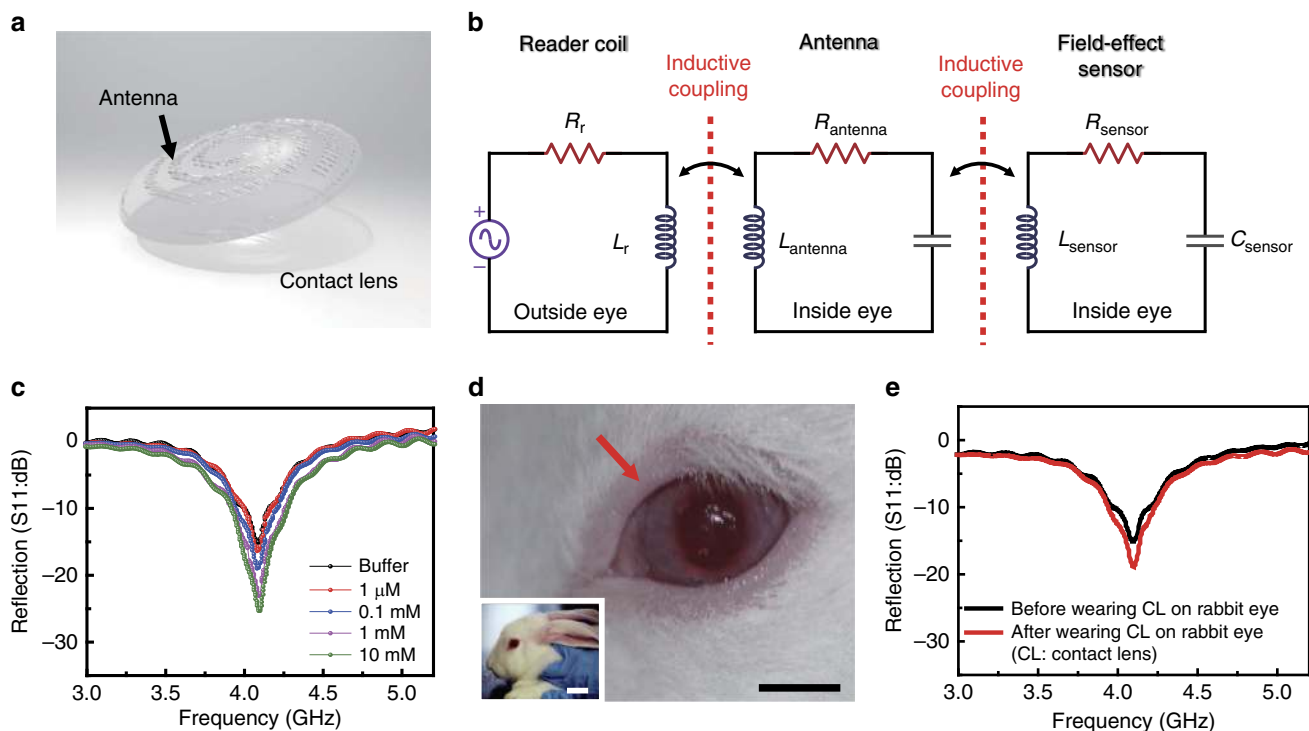 a
Antenna
Contact lens
b
Reader coil
Antenna
Field-effect
sensor
Inductive
coupling
Inductive
coupling
Rr
Rantenna
Rsensor
+
−
Lr
Lantenna
Lsensor
Csensor
Outside eye
Inside eye
Inside eye
c
Reflection (S11:dB)
0
−10
−20
−30
Buffer
1 μM
0.1 mM
1 mM
10 mM
3.0 3.5 4.0 4.5 5.0
Frequency (GHz)
d
e
Reflection (S11:dB)
0
−10
−20
−30
Before wearing CL on rabbit eye
After wearing CL on rabbit eye
(CL: contact lens)
3.0 3.5 4.0 4.5 5.0
Frequency (GHz)